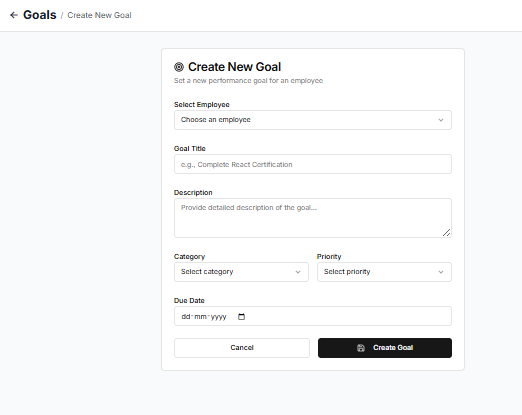 Goals / Create New Goal
Create New Goal
Set a new performance goal for an employee
Select Employee
Choose an employee
Goal Title
e.g., Complete React Certification
Description
Provide detailed description of the goal...
Category Priority
Select category Select priority
Due Date
dd-mm-yyyy
Cancel Create Goal